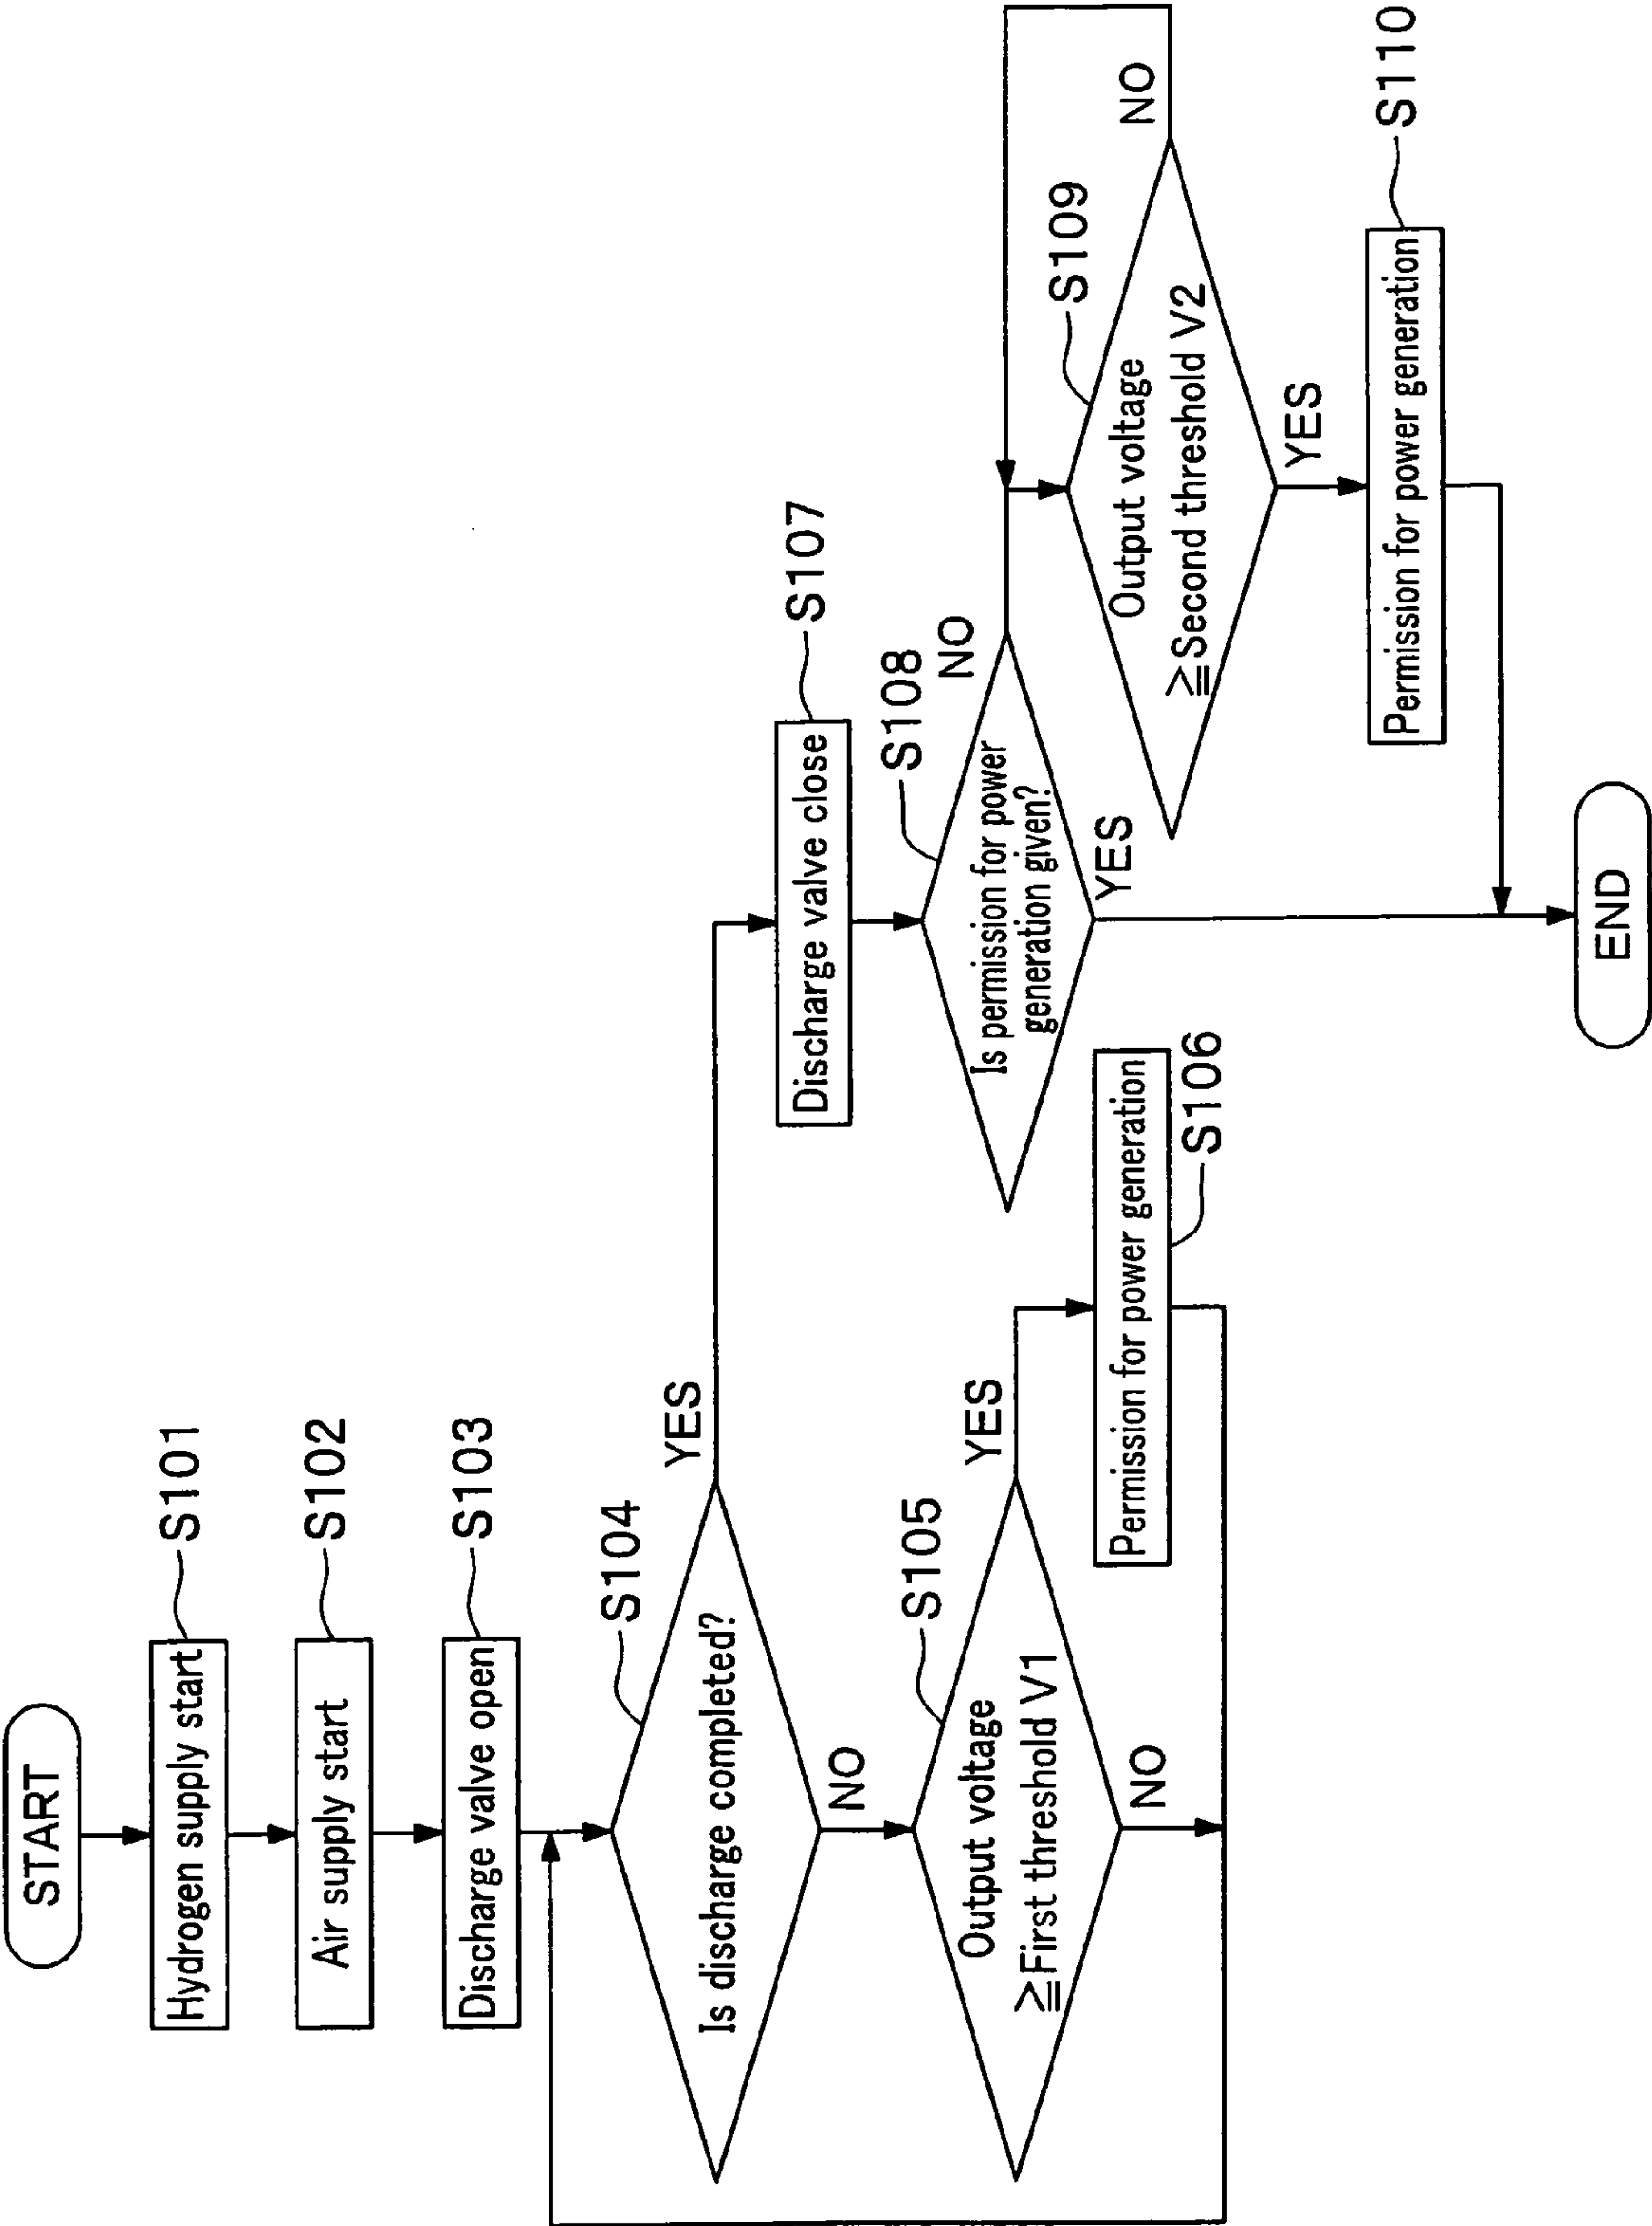 START
Hydrogen supply start
S101
Air supply start
S102
Discharge valve open
S103
Is discharge completed?
S104
YES
NO
Output voltage
≧First threshold V1
S105
YES
NO
Permission for power generation
S106
Discharge valve close
S107
Is permission for power
generation given?
S108
NO
YES
Output voltage
≧Second threshold V2
S109
NO
YES
Permission for power generation
S110
END